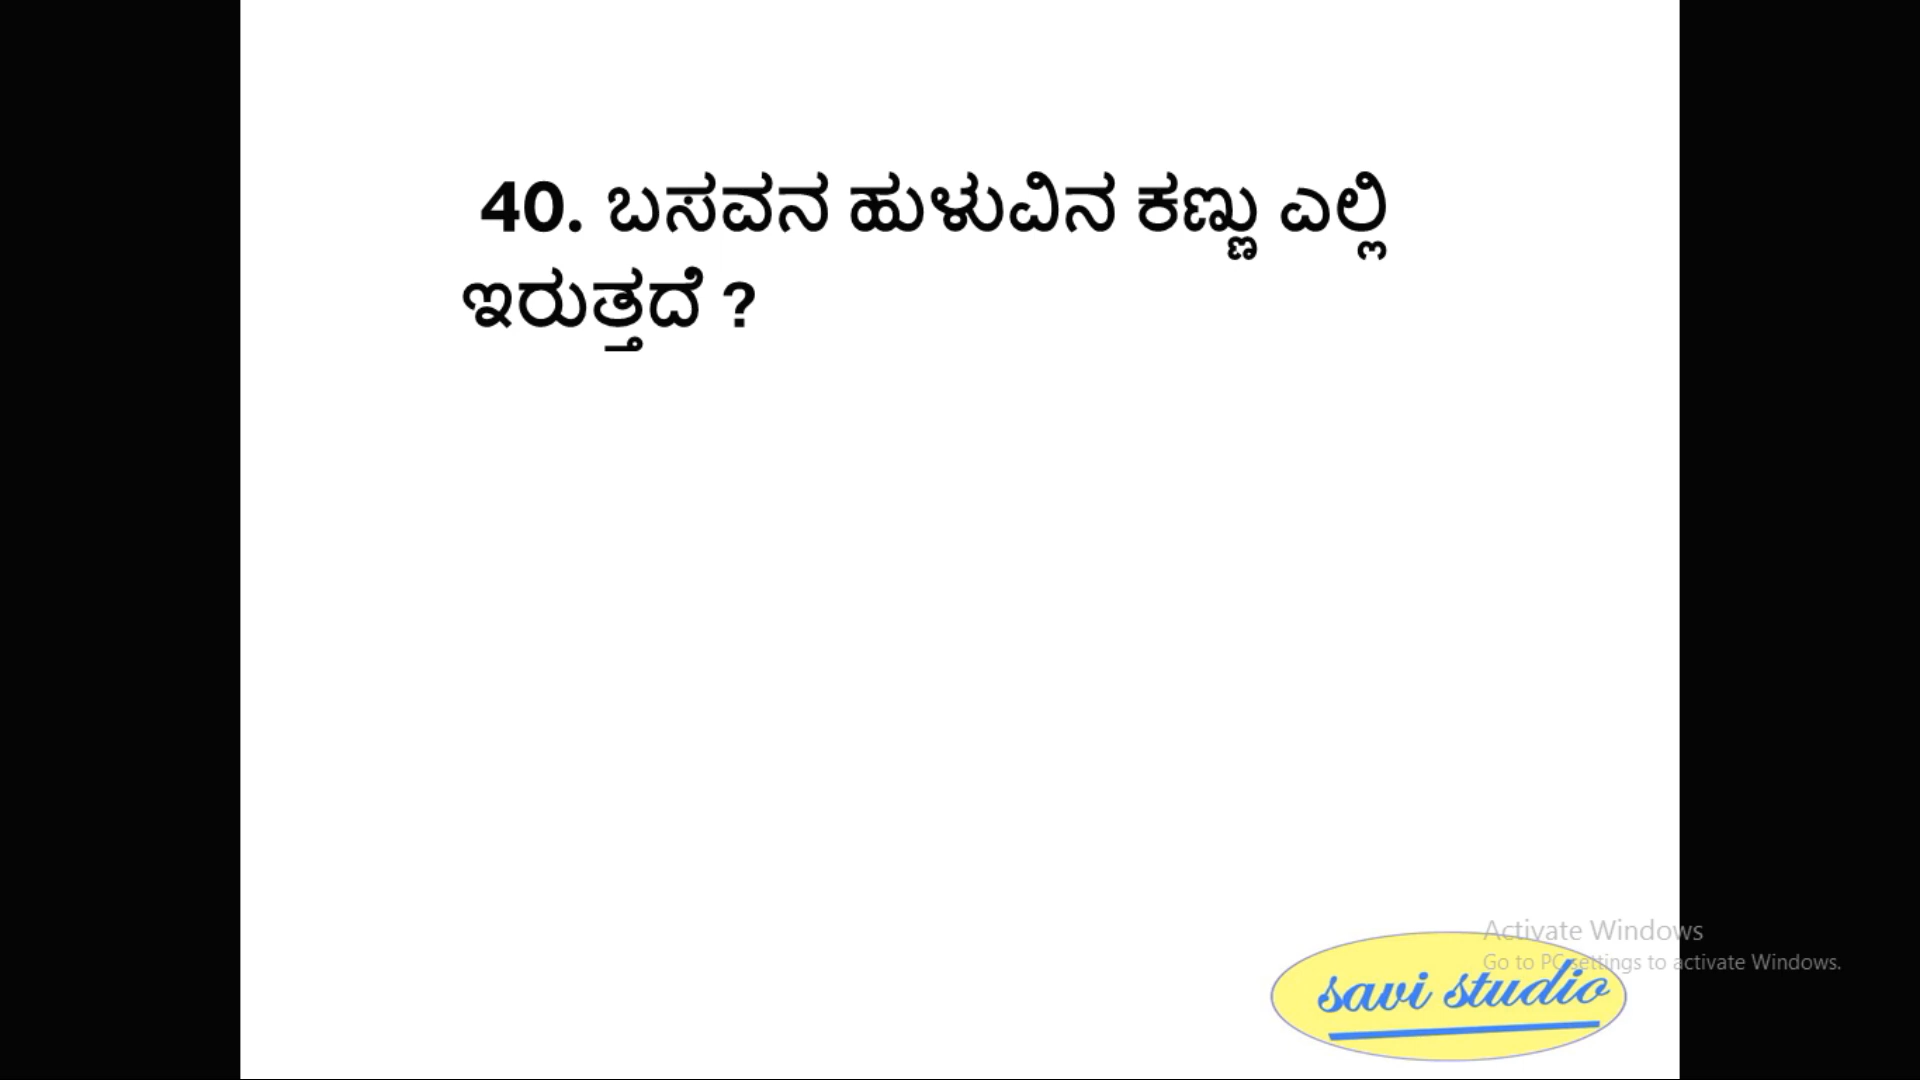 40. ಬಸವನ ಹುಳುವಿನ ಕಣ್ಣು ಎಲ್ಲಿ
ಇರುತ್ತದೆ ?
Activate Windows
Go to PC settings to activate Windows.
savi studio